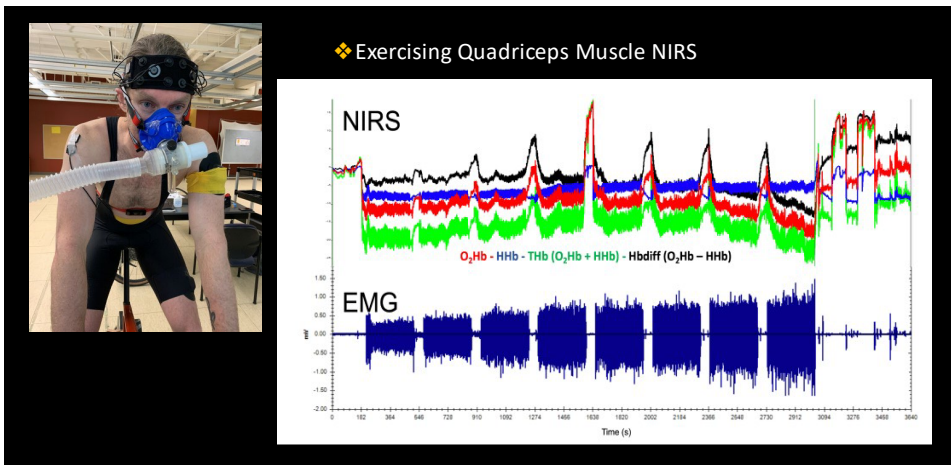 ❖Exercising Quadriceps Muscle NIRS
NIRS
O₂Hb - HHb - THb (O₂Hb + HHb) - Hbdiff (O₂Hb – HHb)
EMG
1.50
1.00
0.50
0.00
-0.50
-1.00
-1.50
-2.00
mV
0 182 364 546 728 910 1092 1274 1456 1638 1820 2002 2184 2366 2548 2730 2912 3094 3276 3458 3640
Time (s)